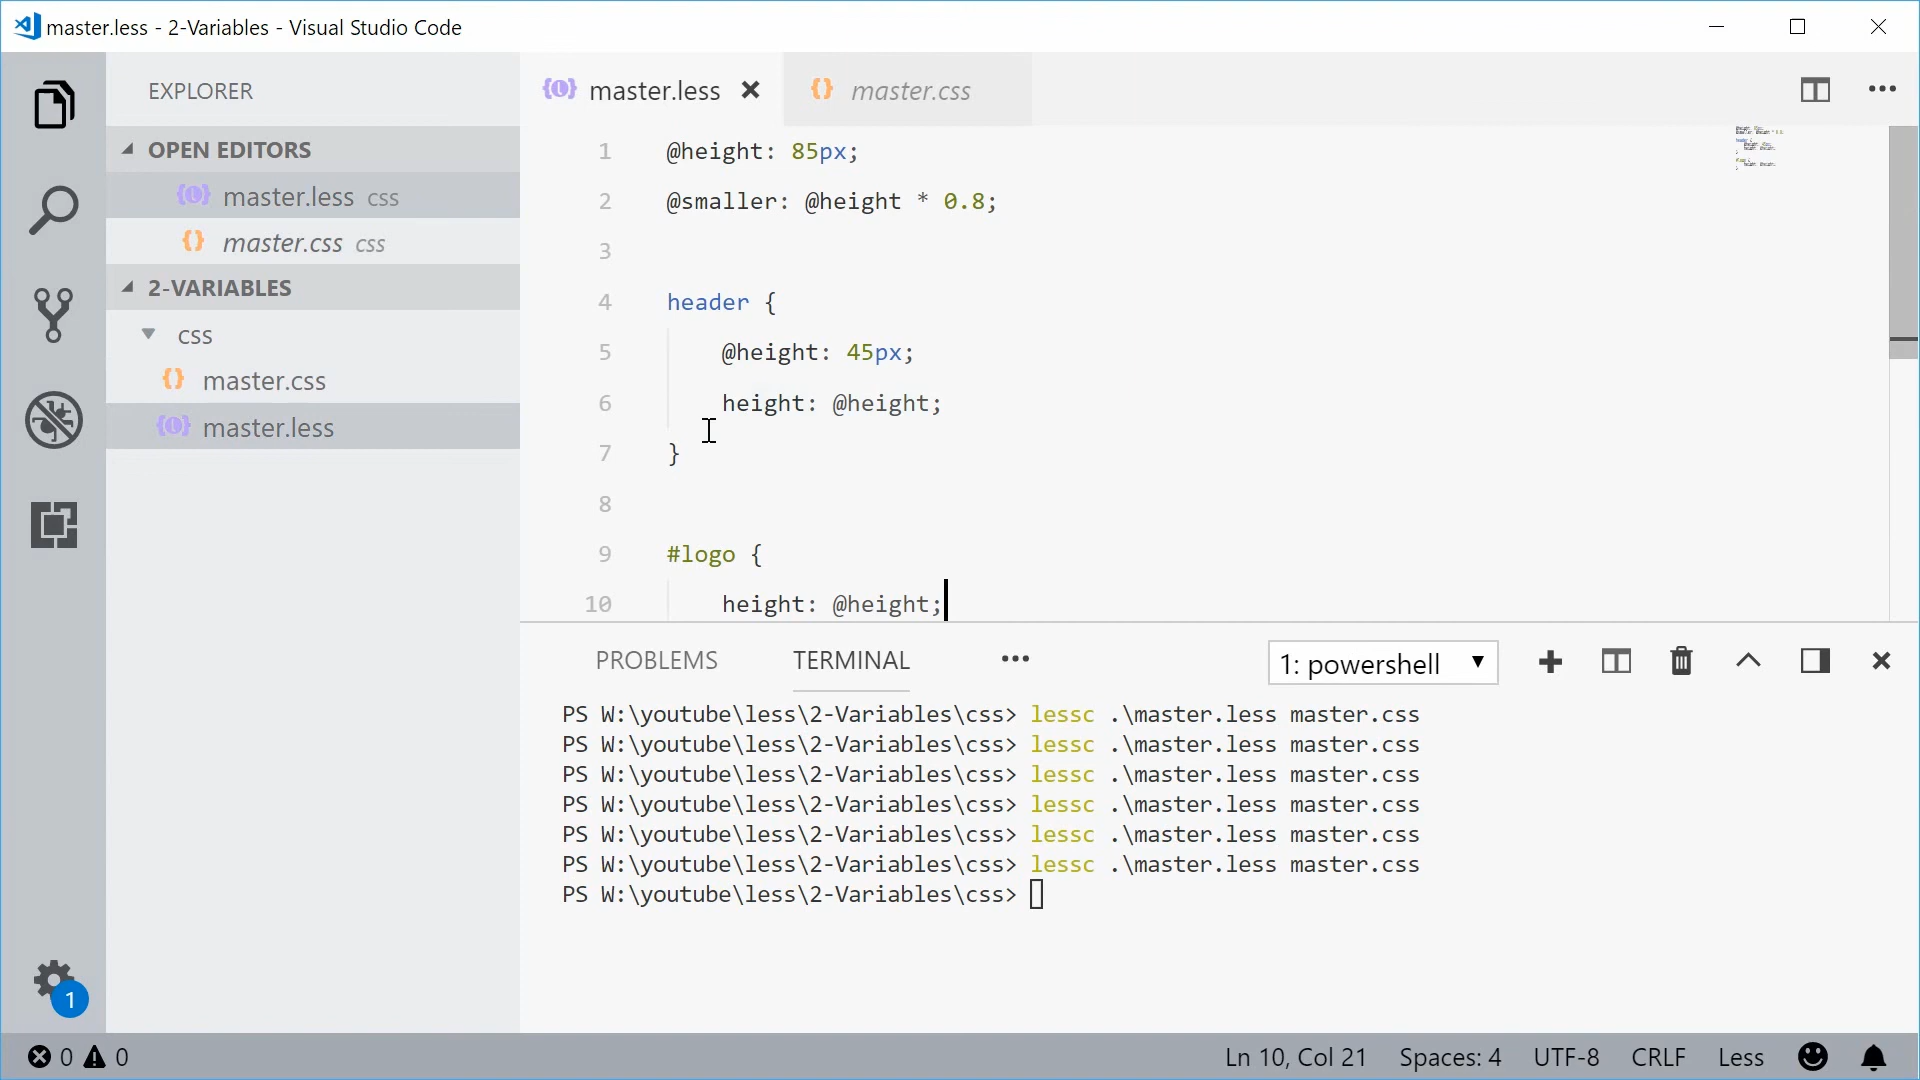 master.less - 2-Variables - Visual Studio Code
EXPLORER
OPEN EDITORS
master.less css
master.css css
2-VARIABLES
css
master.css
master.less
master.less
master.css
1 @height: 85px;
2 @smaller: @height * 0.8;
3
4 header {
5 @height: 45px;
6 height: @height;
7 }
8
9 #logo {
10 height: @height;
PROBLEMS TERMINAL
1: powershell
PS W:\youtube\less\2-Variables\css> lessc .\master.less master.css
PS W:\youtube\less\2-Variables\css> lessc .\master.less master.css
PS W:\youtube\less\2-Variables\css> lessc .\master.less master.css
PS W:\youtube\less\2-Variables\css> lessc .\master.less master.css
PS W:\youtube\less\2-Variables\css> lessc .\master.less master.css
PS W:\youtube\less\2-Variables\css> lessc .\master.less master.css
PS W:\youtube\less\2-Variables\css>
1
0 0 Ln 10, Col 21 Spaces: 4 UTF-8 CRLF Less